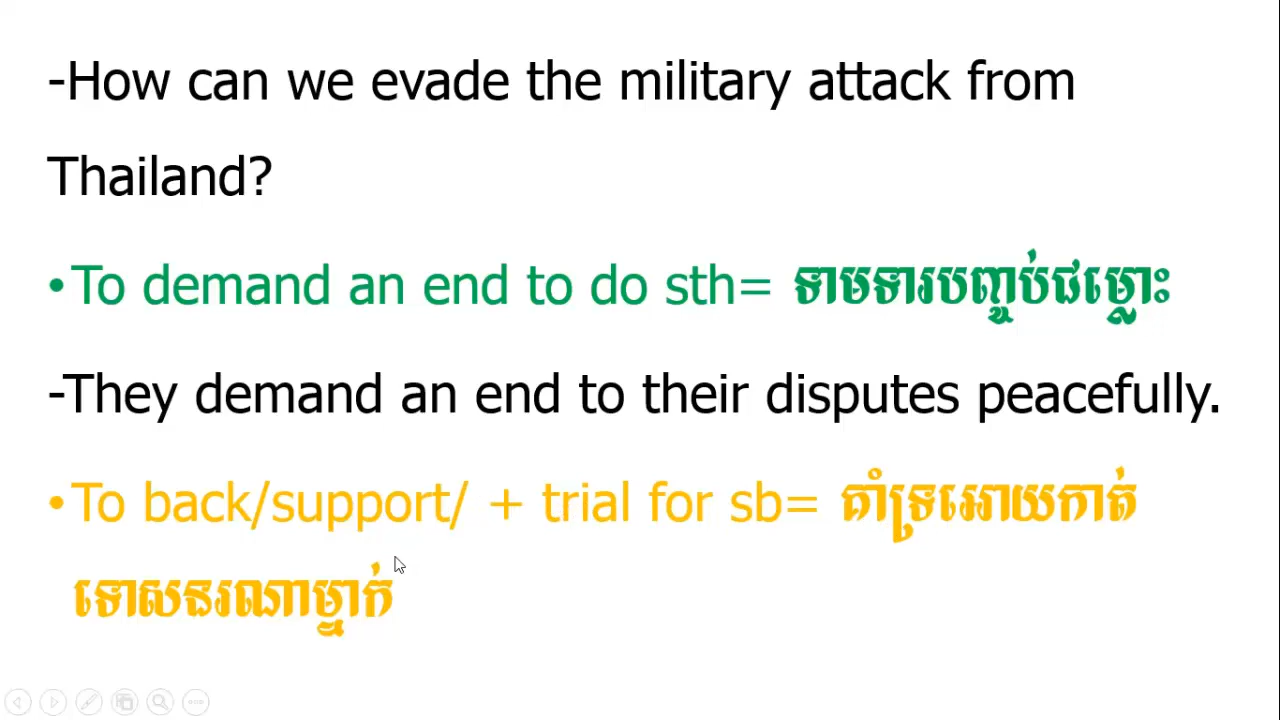 -How can we evade the military attack from
Thailand?
•To demand an end to do sth= ទាមទារបញ្ចប់ជម្លោះ
-They demand an end to their disputes peacefully.
•To back/support/ + trial for sb= គាំទ្រអោយកាត់
ទោសនរណាម្នាក់